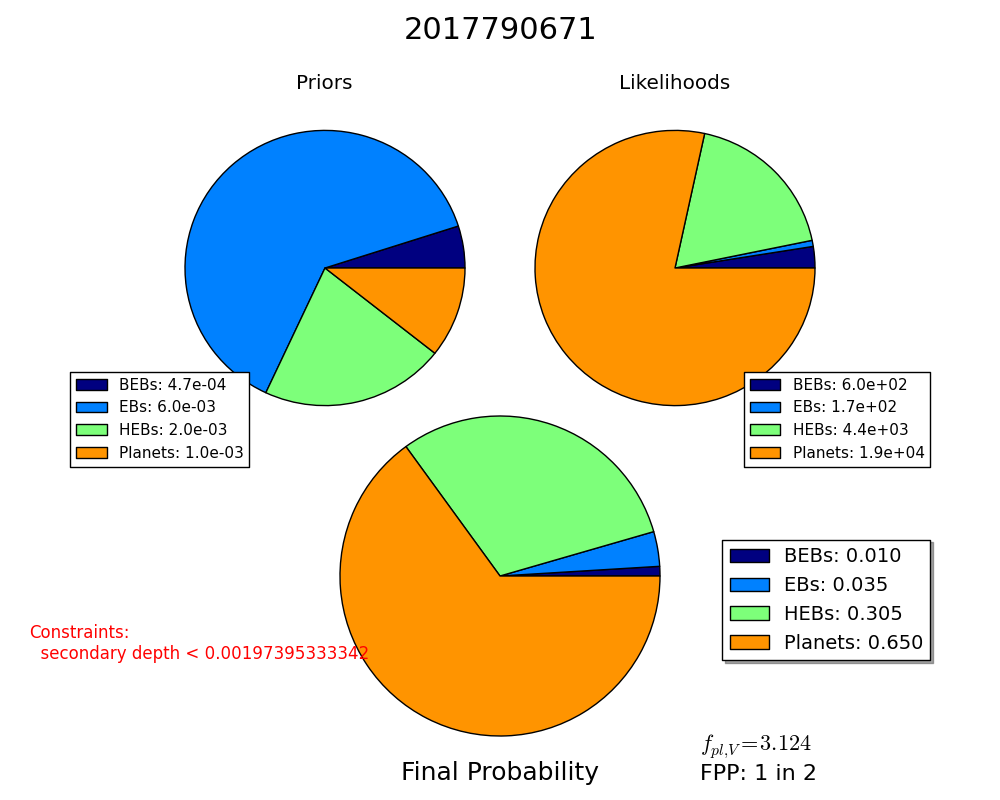 2017790671
Priors
Likelihoods
BEBs: 4.7e-04
EBs: 6.0e-03
HEBs: 2.0e-03
Planets: 1.0e-03
BEBs: 6.0e+02
EBs: 1.7e+02
HEBs: 4.4e+03
Planets: 1.9e+04
BEBs: 0.010
EBs: 0.035
HEBs: 0.305
Planets: 0.650
Constraints:
secondary depth < 0.00197395333342
f_{pl,V}=3.124
FPP: 1 in 2
Final Probability